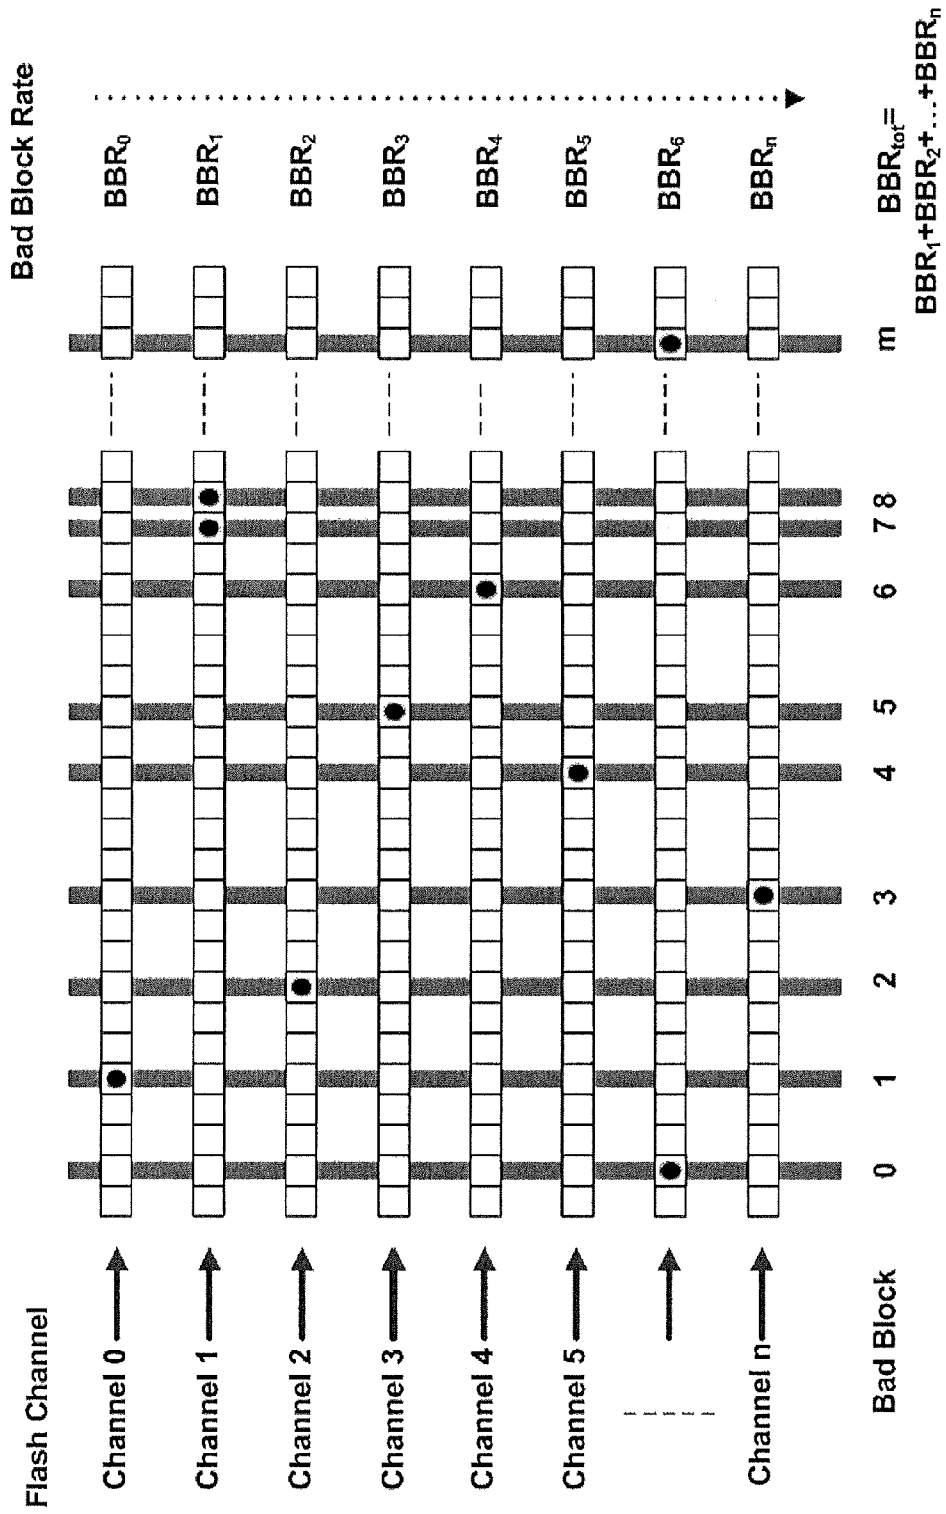 Flash Channel
Bad Block Rate
Channel 0
BBR₀
Channel 1
BBR₁
Channel 2
BBR₂
Channel 3
BBR₃
Channel 4
BBR₄
Channel 5
BBR₅
BBR₆
Channel n
BBRₙ
Bad Block
0 1 2 3 4 5 6 7 8 m
BBRₜₒₜ=
BBR₁+BBR₂+...+BBRₙ